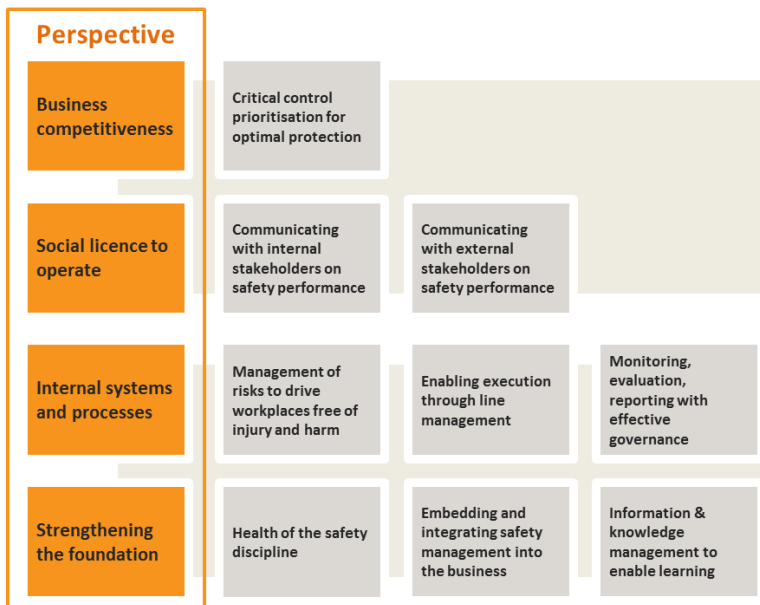 Perspective
Business
competitiveness
Critical control
prioritisation for
optimal protection
Social licence to
operate
Communicating
with internal
stakeholders on
safety performance
Communicating
with external
stakeholders on
safety performance
Internal systems
and processes
Management of
risks to drive
workplaces free of
injury and harm
Enabling execution
through line
management
Monitoring,
evaluation,
reporting with
effective
governance
Strengthening
the foundation
Health of the safety
discipline
Embedding and
integrating safety
management into
the business
Information &
knowledge
management to
enable learning